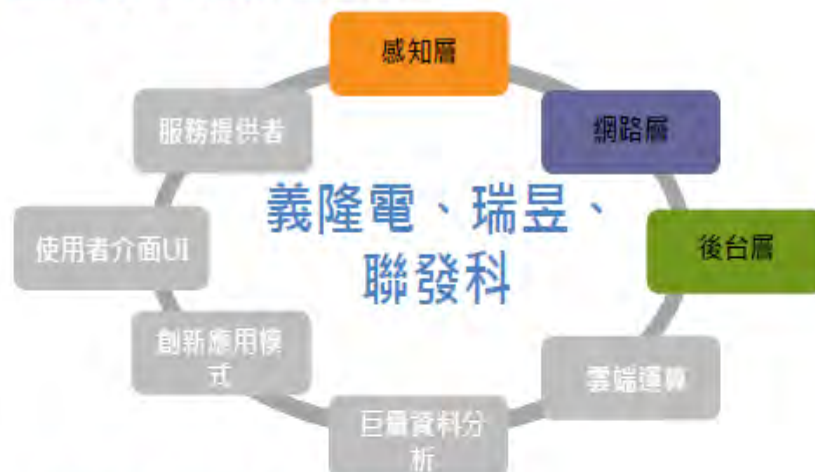 感知層
網路層
後台層
雲端運算
巨量資料分
析
創新應用模
式
使用者介面UI
服務提供者
義隆電、瑞昱、
聯發科